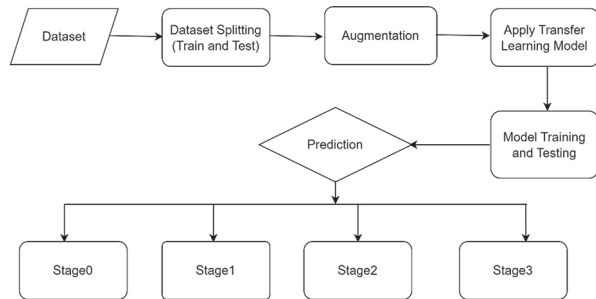 Dataset
Dataset Splitting
(Train and Test)
Augmentation
Apply Transfer
Learning Model
Model Training
and Testing
Prediction
Stage0
Stage1
Stage2
Stage3